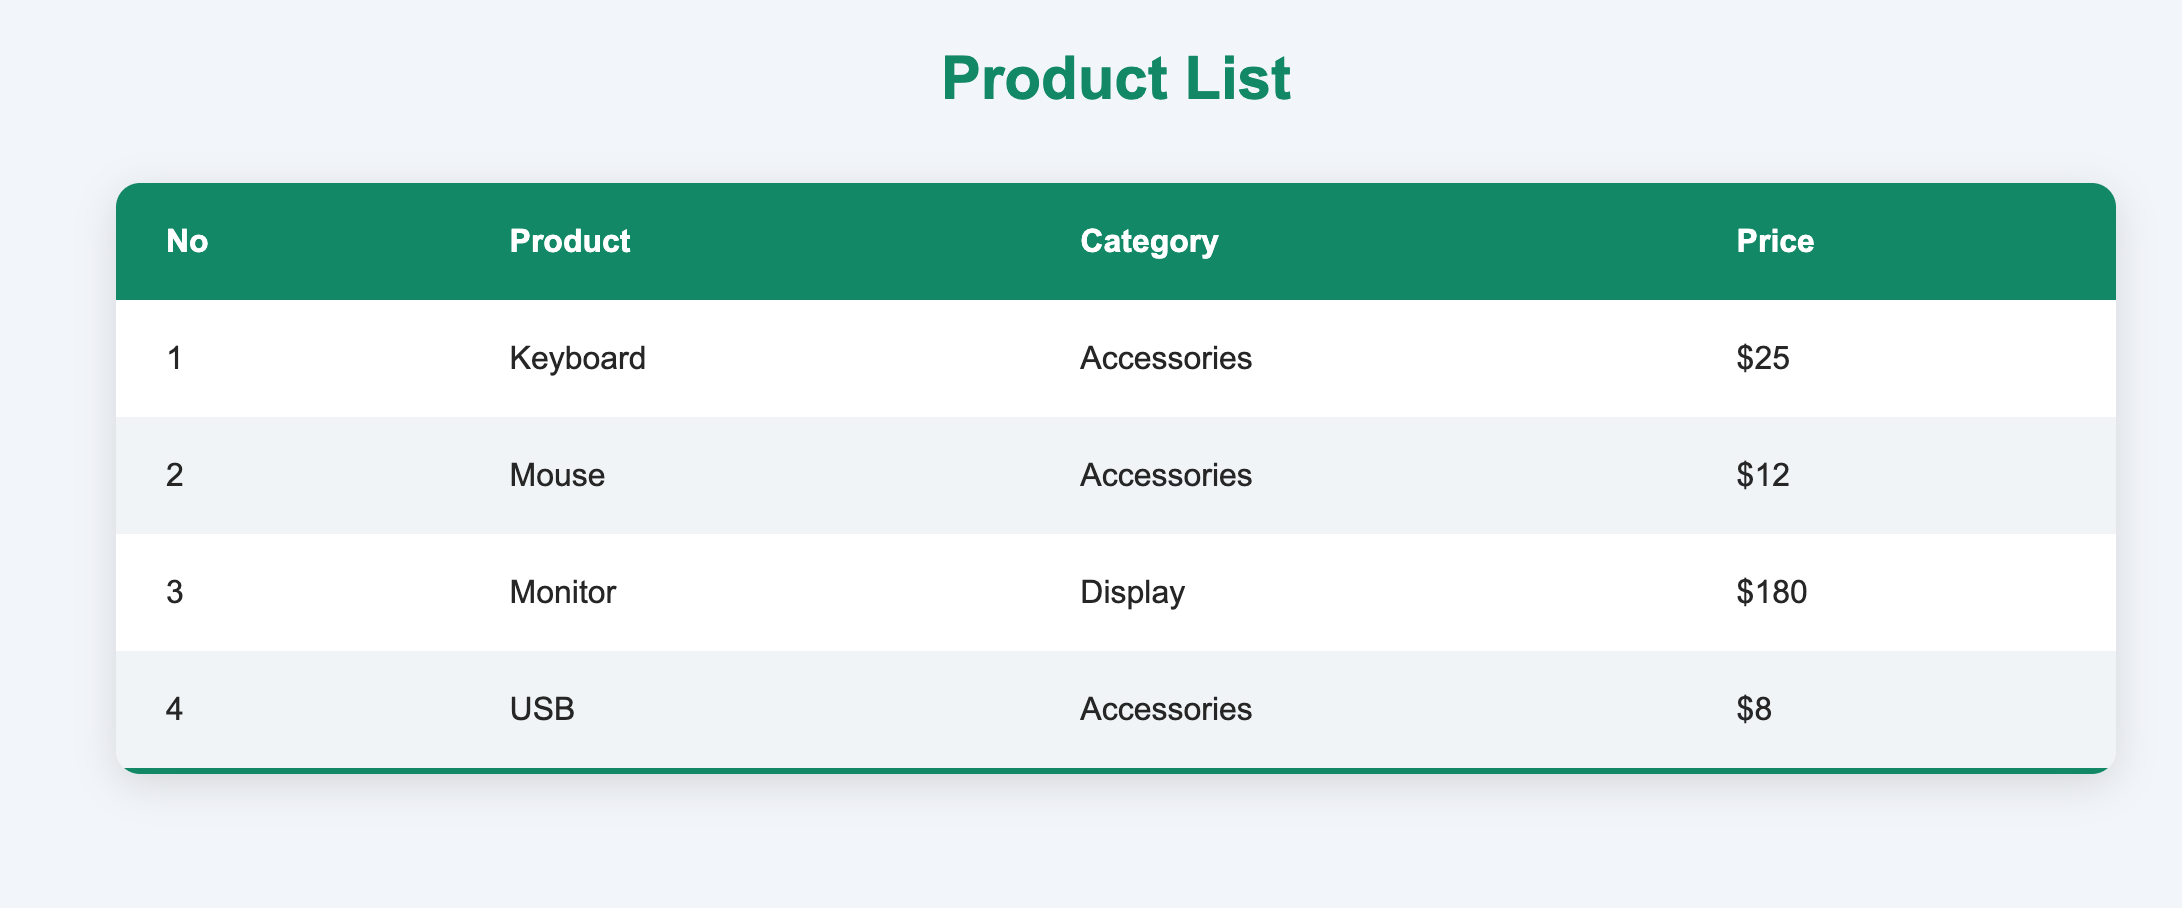 Product List
No Product Category Price
1 Keyboard Accessories $25
2 Mouse Accessories $12
3 Monitor Display $180
4 USB Accessories $8